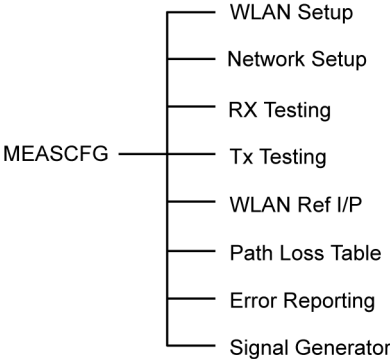 WLAN Setup
Network Setup
RX Testing
MEASCFG
Tx Testing
WLAN Ref I/P
Path Loss Table
Error Reporting
Signal Generator